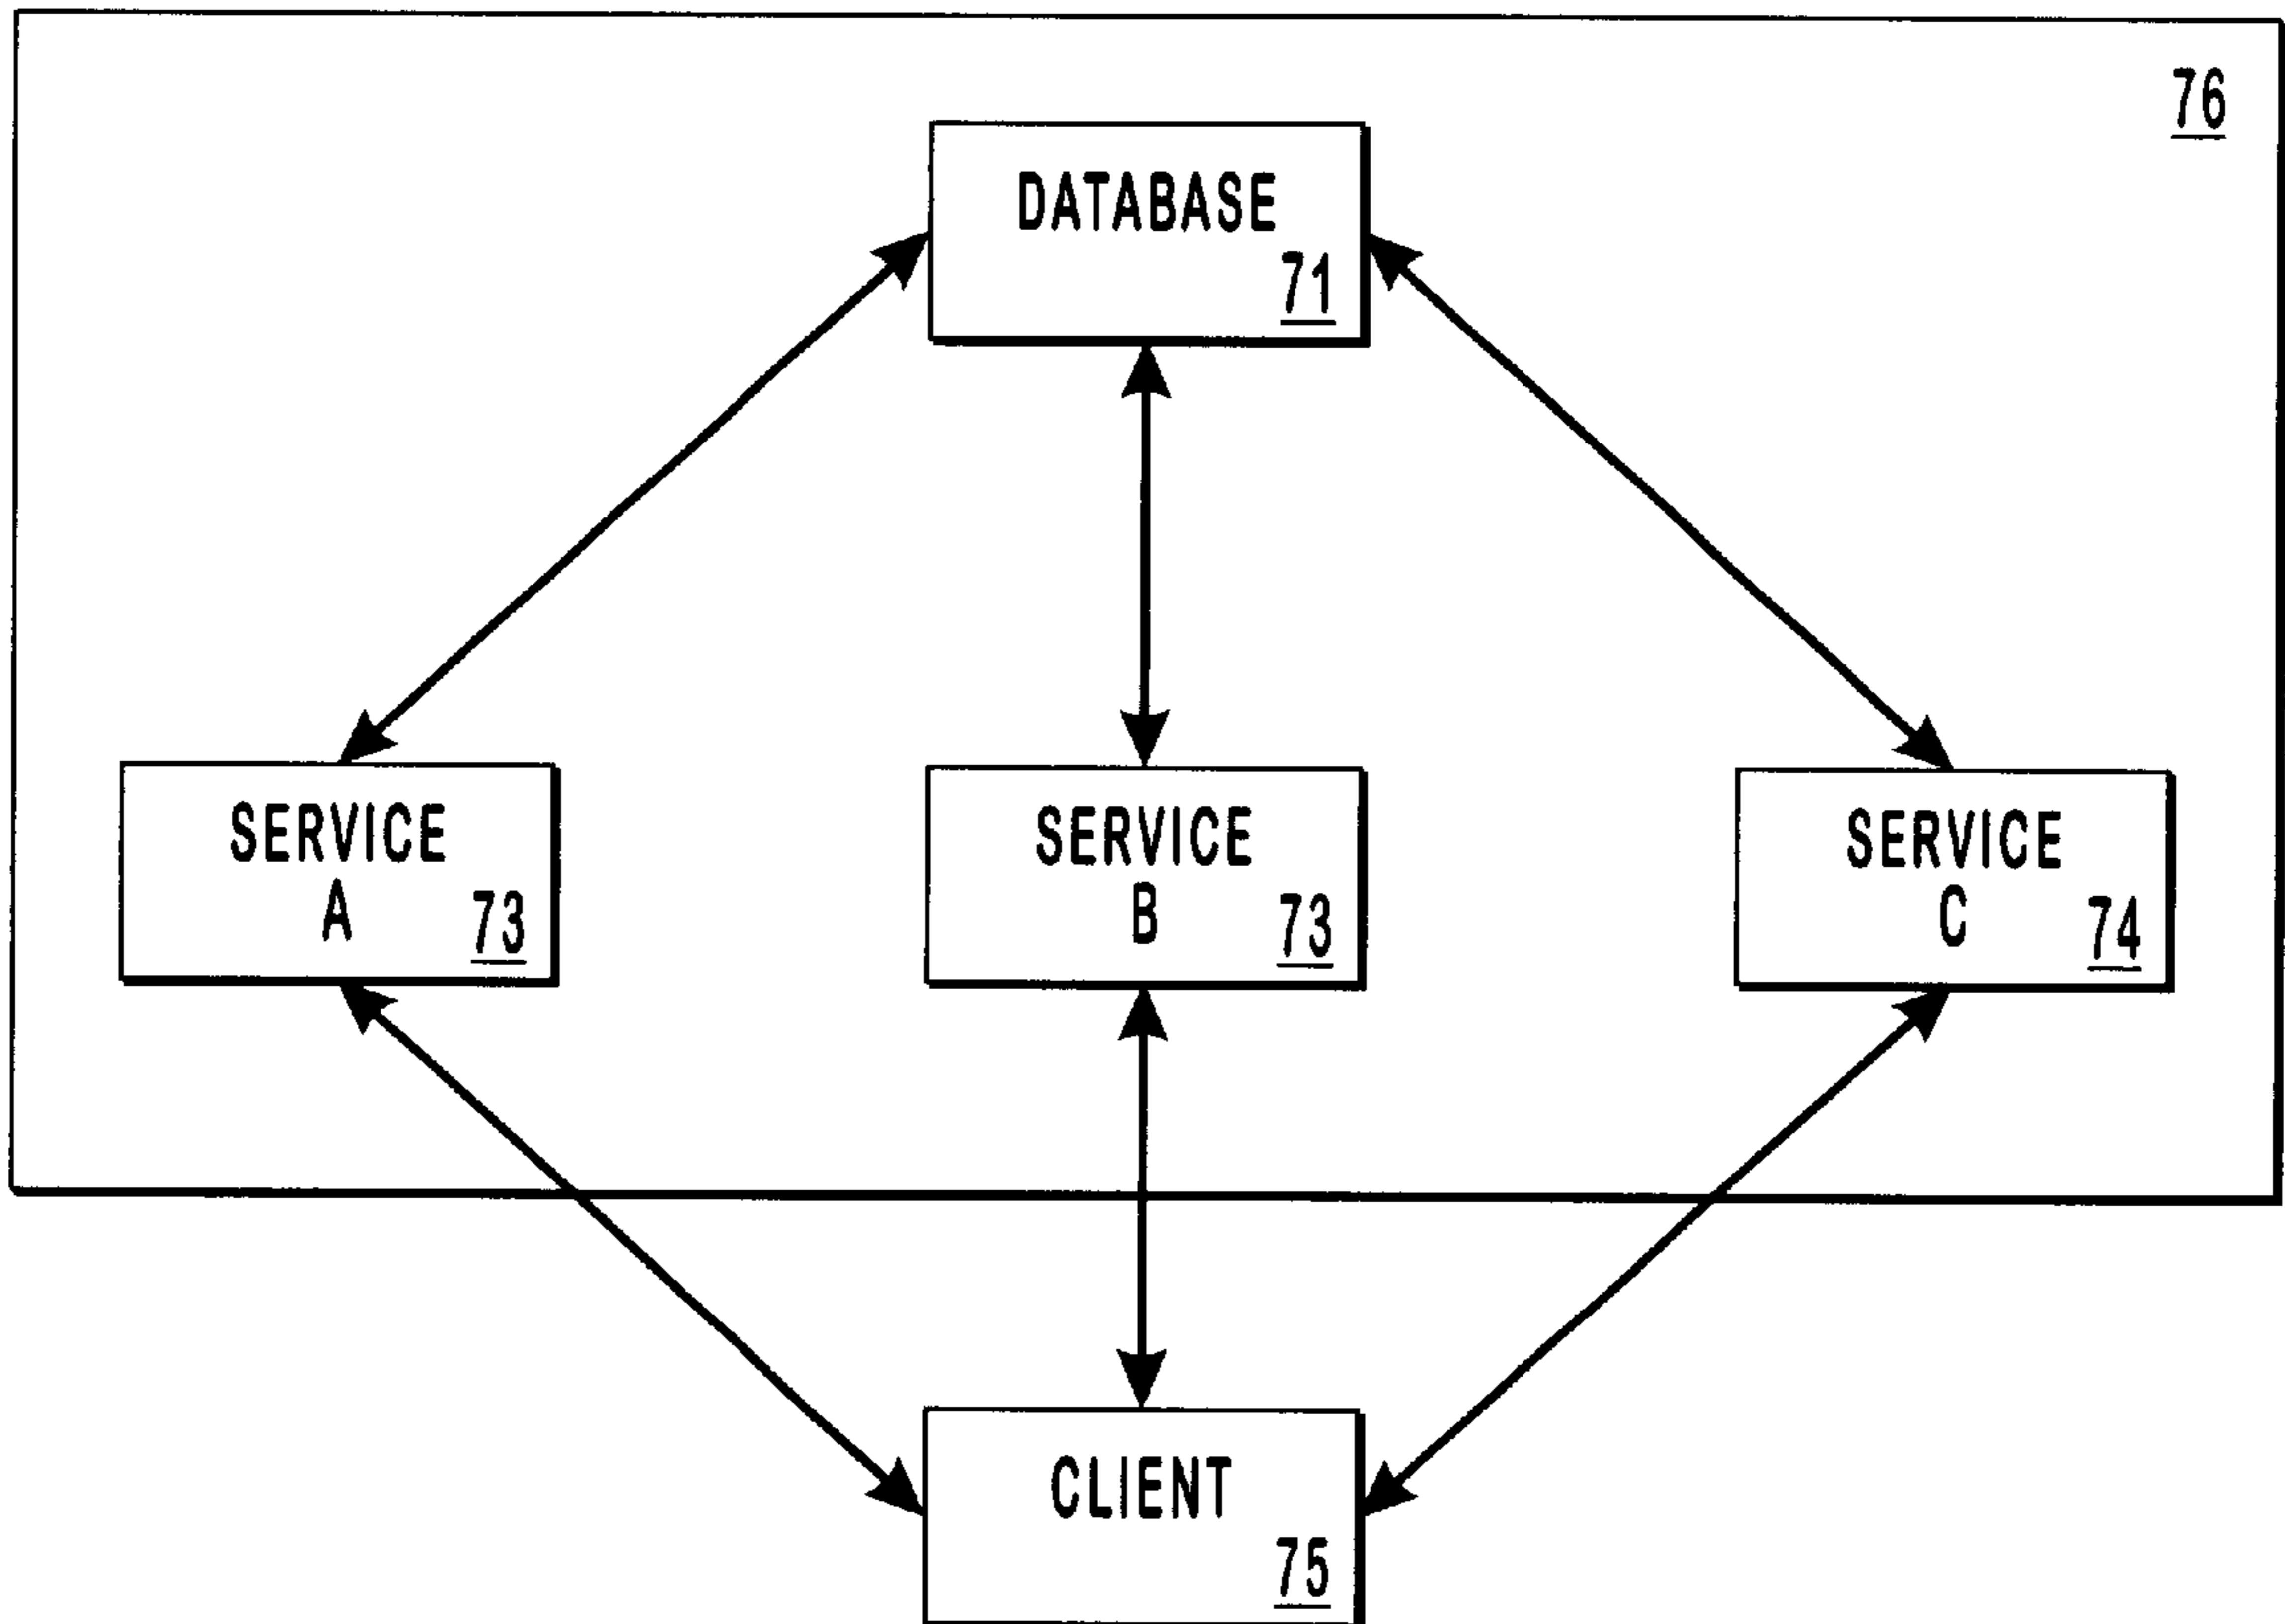 76
DATABASE
71
SERVICE
A
73
SERVICE
B
73
SERVICE
C
74
CLIENT
75